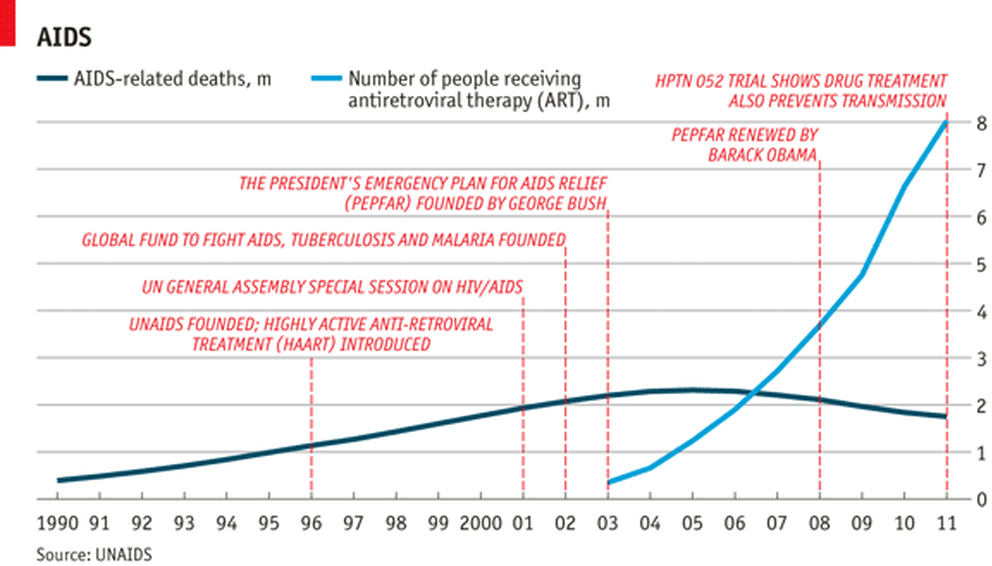 AIDS
AIDS-related deaths, m
Number of people receiving
antiretroviral therapy (ART), m
HPTN 052 TRIAL SHOWS DRUG TREATMENT
ALSO PREVENTS TRANSMISSION
PEPFAR RENEWED BY
BARACK OBAMA
THE PRESIDENT'S EMERGENCY PLAN FOR AIDS RELIEF
(PEPFAR) FOUNDED BY GEORGE BUSH
GLOBAL FUND TO FIGHT AIDS, TUBERCULOSIS AND MALARIA FOUNDED
UN GENERAL ASSEMBLY SPECIAL SESSION ON HIV/AIDS
UNAIDS FOUNDED; HIGHLY ACTIVE ANTI-RETROVIRAL
TREATMENT (HAART) INTRODUCED
8
7
6
5
4
3
2
1
0
1990 91 92 93 94 95 96 97 98 99 2000 01 02 03 04 05 06 07 08 09 10 11
Source: UNAIDS